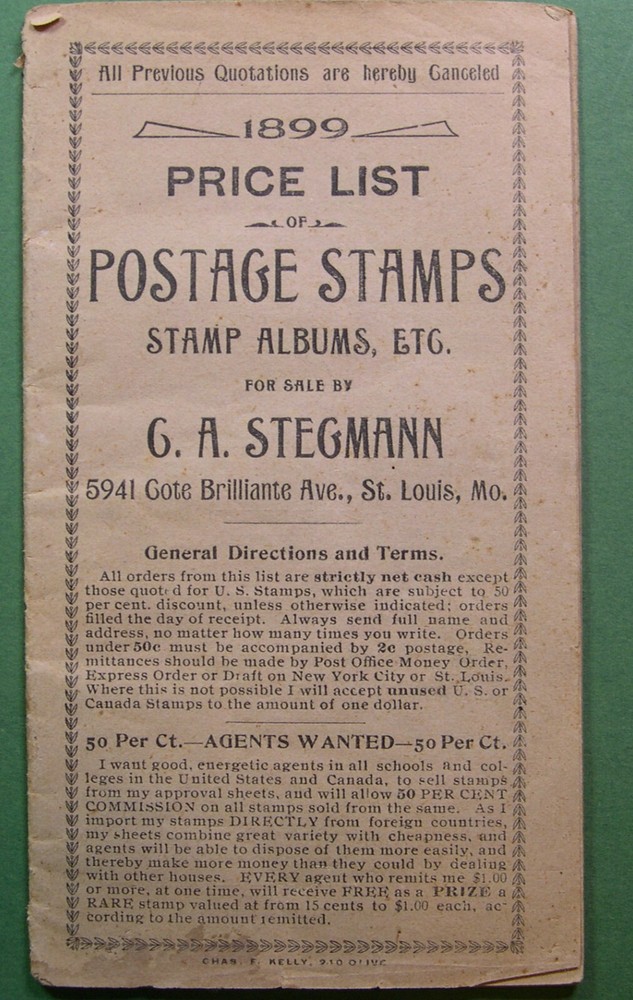 All Previous Quotations are hereby Canceled
1899
PRICE LIST
OF
POSTAGE STAMPS
STAMP ALBUMS, ETC.
FOR SALE BY
C. A. STEGMANN
5941 Cote Brilliante Ave., St. Louis, Mo.
General Directions and Terms.
All orders from this list are strictly net cash except
those quoted for U. S. Stamps, which are subject to 50
per cent. discount, unless otherwise indicated; orders
filled the day of receipt. Always send full name and
address, no matter how many times you write. Orders
under 50c must be accompanied by 2c postage, Re-
mittances should be made by Post Office Money Order,
Express Order or Draft on New York City or St. Louis.
Where this is not possible I will accept unused U. S. or
Canada Stamps to the amount of one dollar.
50 Per Ct.—AGENTS WANTED—50 Per Ct.
I want good, energetic agents in all schools and col-
leges in the United States and Canada, to sell stamps
from my approval sheets, and will allow 50 PER CENT
COMMISSION on all stamps sold from the same. As I
import my stamps DIRECTLY from foreign countries,
my sheets combine great variety with cheapness, and
agents will be able to dispose of them more easily, and
thereby make more money than they could by dealing
with other houses. EVERY agent who remits me $1.00
or more, at one time, will receive FREE as a PRIZE a
RARE stamp valued at from 15 cents to $1.00 each, ac-
cording to the amount remitted.
CHAS. F. KELLY, 210 OLIVE